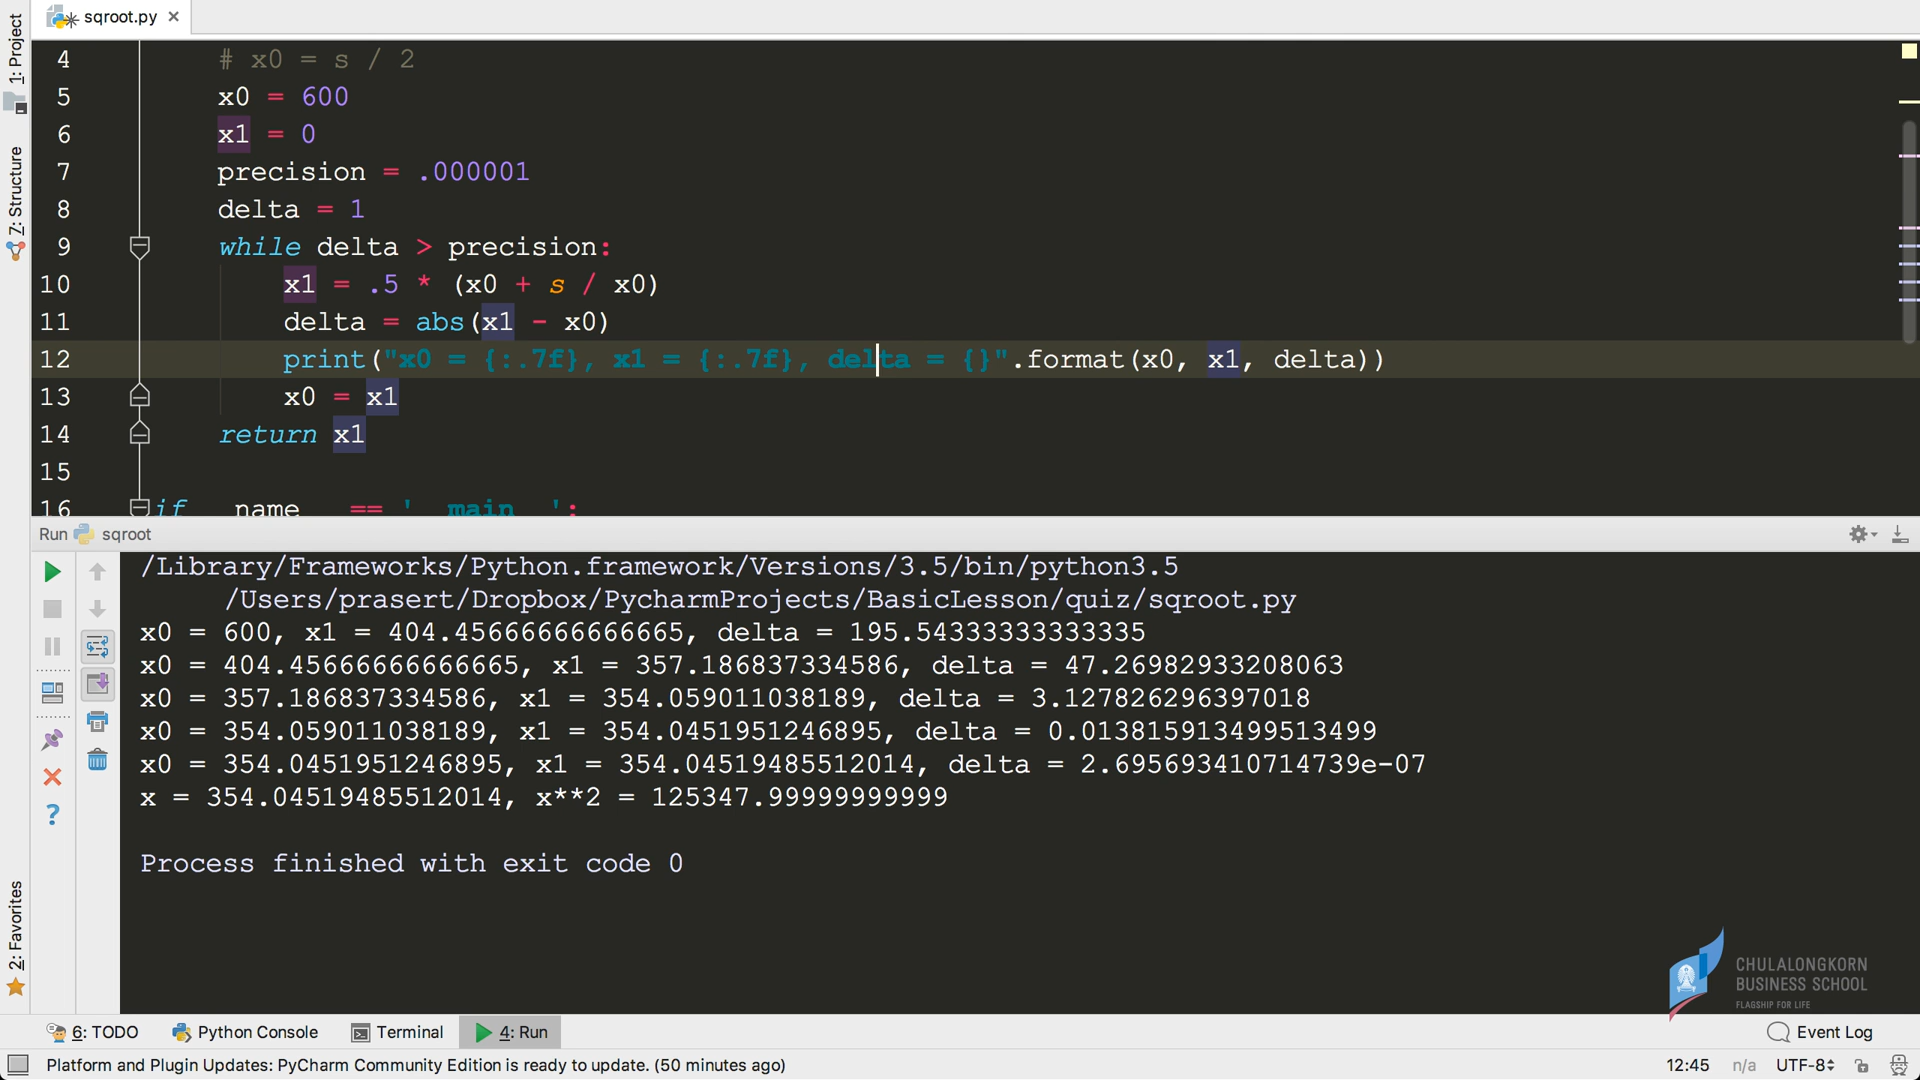 sqroot.py
1: Project
7: Structure
2: Favorites
4 # x0 = s / 2
5 x0 = 600
6 x1 = 0
7 precision = .000001
8 delta = 1
9 while delta > precision:
10 x1 = .5 * (x0 + s / x0)
11 delta = abs(x1 - x0)
12 print("x0 = {:.7f}, x1 = {:.7f}, delta = {}".format(x0, x1, delta))
13 x0 = x1
14 return x1
15
16 if __name__ == '__main__':
Run sqroot
/Library/Frameworks/Python.framework/Versions/3.5/bin/python3.5
/Users/prasert/Dropbox/PycharmProjects/BasicLesson/quiz/sqroot.py
x0 = 600, x1 = 404.45666666666665, delta = 195.54333333333335
x0 = 404.45666666666665, x1 = 357.186837334586, delta = 47.26982933208063
x0 = 357.186837334586, x1 = 354.059011038189, delta = 3.127826296397018
x0 = 354.059011038189, x1 = 354.0451951246895, delta = 0.013815913499513499
x0 = 354.0451951246895, x1 = 354.04519485512014, delta = 2.695693410714739e-07
x = 354.04519485512014, x**2 = 125347.99999999999
Process finished with exit code 0
CHULALONGKORN
BUSINESS SCHOOL
FLAGSHIP FOR LIFE
6: TODO Python Console Terminal 4: Run Event Log
Platform and Plugin Updates: PyCharm Community Edition is ready to update. (50 minutes ago) 12:45 n/a UTF-8